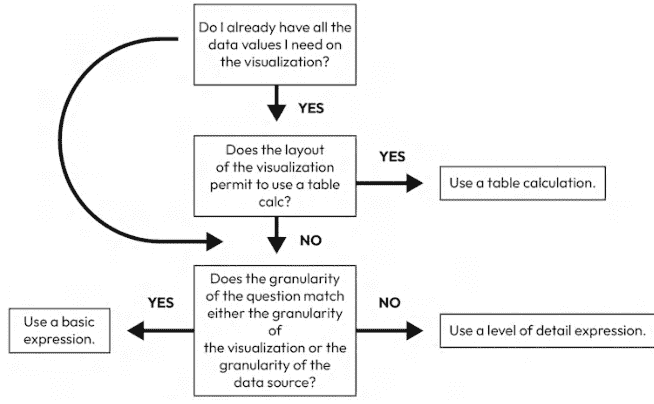 Do I already have all the
data values I need on
the visualization?
YES
Does the layout
of the visualization
permit to use a table
calc?
YES
Use a table calculation.
NO
Does the granularity
of the question match
either the granularity
of
the visualization or the
granularity of the
data source?
YES
Use a basic
expression.
NO
Use a level of detail expression.